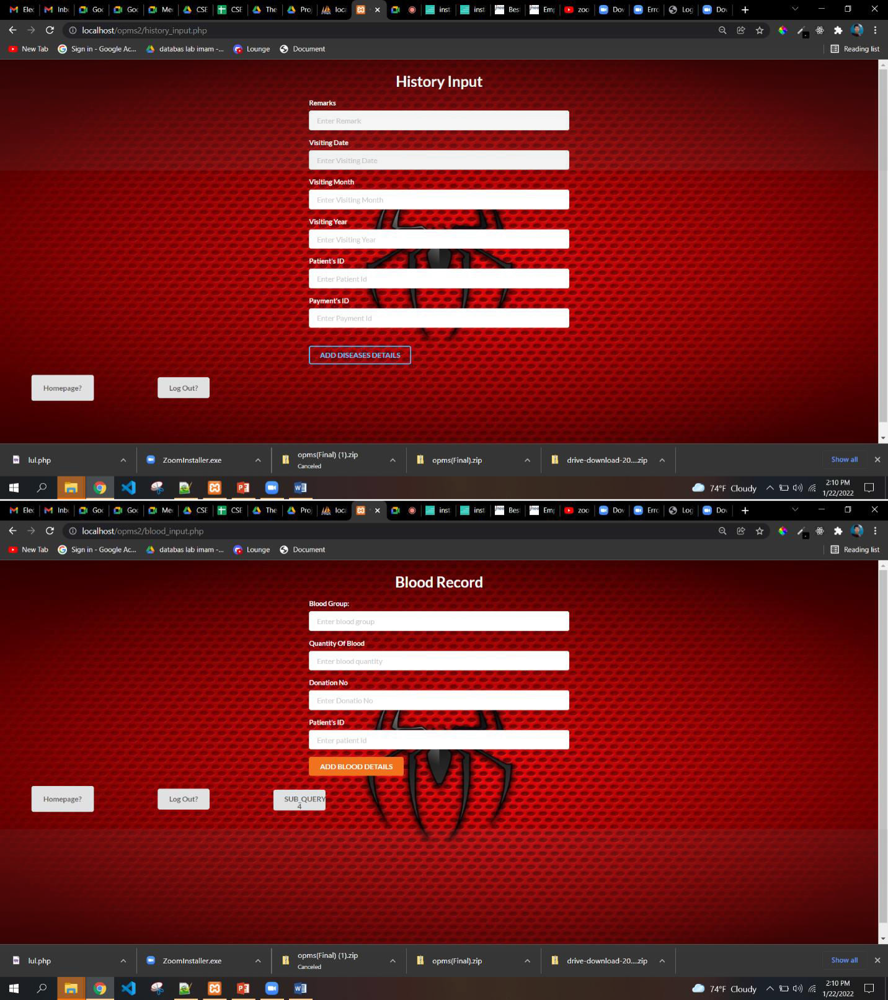 Elec
Inb
Goo
Goo
Me
CSE
CSE
The
Proj
loca
inst
inst
Bes
Emp
zoo
Dov
Erro
Log
Dov
localhost/opms2/history_input.php
New Tab
Sign in - Google Ac...
databas lab imam -...
Lounge
Document
Reading list
History Input
Remarks
Enter Remark
Visiting Date
Enter Visiting Date
Visiting Month
Enter Visiting Month
Visiting Year
Enter Visiting Year
Patient's ID
Enter Patient Id
Payment's ID
Enter Payment Id
ADD DISEASES DETAILS
Homepage?
Log Out?
lul.php
ZoomInstaller.exe
opms(Final) (1).zip
Canceled
opms(Final).zip
drive-download-20....zip
Show all
74°F Cloudy
2:10 PM
1/22/2022
Elec
Inb
Goo
Goo
Me
CSE
CSE
The
Proj
loca
inst
inst
Bes
Emp
zoo
Dov
Erro
Log
Dov
localhost/opms2/blood_input.php
New Tab
Sign in - Google Ac...
databas lab imam -...
Lounge
Document
Reading list
Blood Record
Blood Group:
Enter blood group
Quantity Of Blood
Enter blood quantity
Donation No
Enter Donatio No
Patient's ID
Enter patient Id
ADD BLOOD DETAILS
Homepage?
Log Out?
SUB_QUERY
4
lul.php
ZoomInstaller.exe
opms(Final) (1).zip
Canceled
opms(Final).zip
drive-download-20....zip
Show all
74°F Cloudy
2:10 PM
1/22/2022